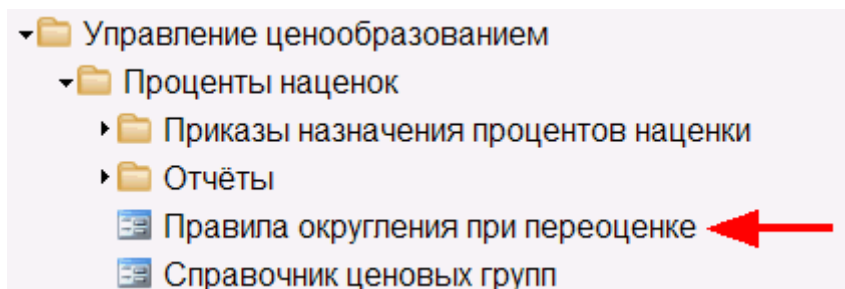 Управление ценообразованием
Проценты наценок
Приказы назначения процентов наценки
Отчёты
Правила округления при переоценке
Справочник ценовых групп